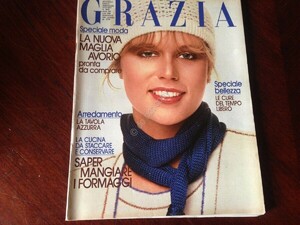 GRAZIA
Speciale moda
LA NUOVA
MAGLIA
AVORIO
pronta
da comprare
Speciale
bellezza
LE CURE
DEL TEMPO
LIBERO
Arredamento
LA TAVOLA
AZZURRA
LA CUCINA
DA STACCARE
CONSERVARE
SAPER
MANGIARE
I FORMAGGI